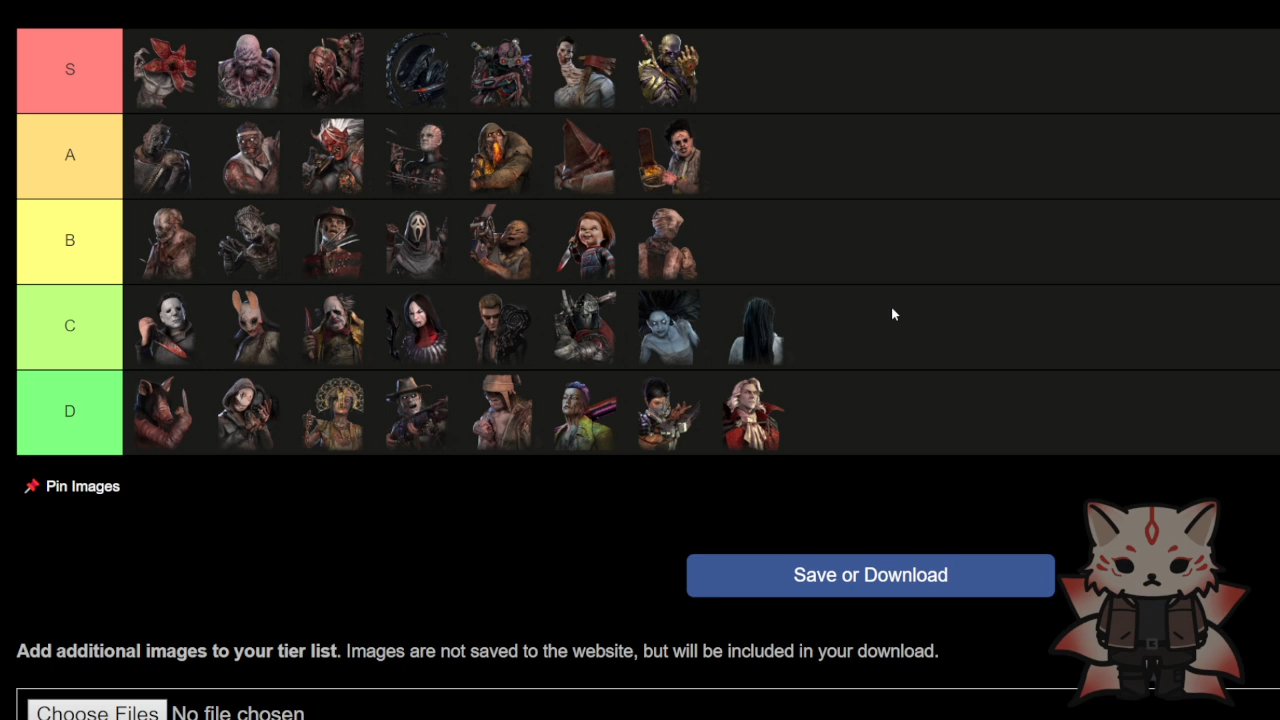 S
A
B
C
D
Pin Images
Save or Download
Add additional images to your tier list. Images are not saved to the website, but will be included in your download.
Choose Files No file chosen